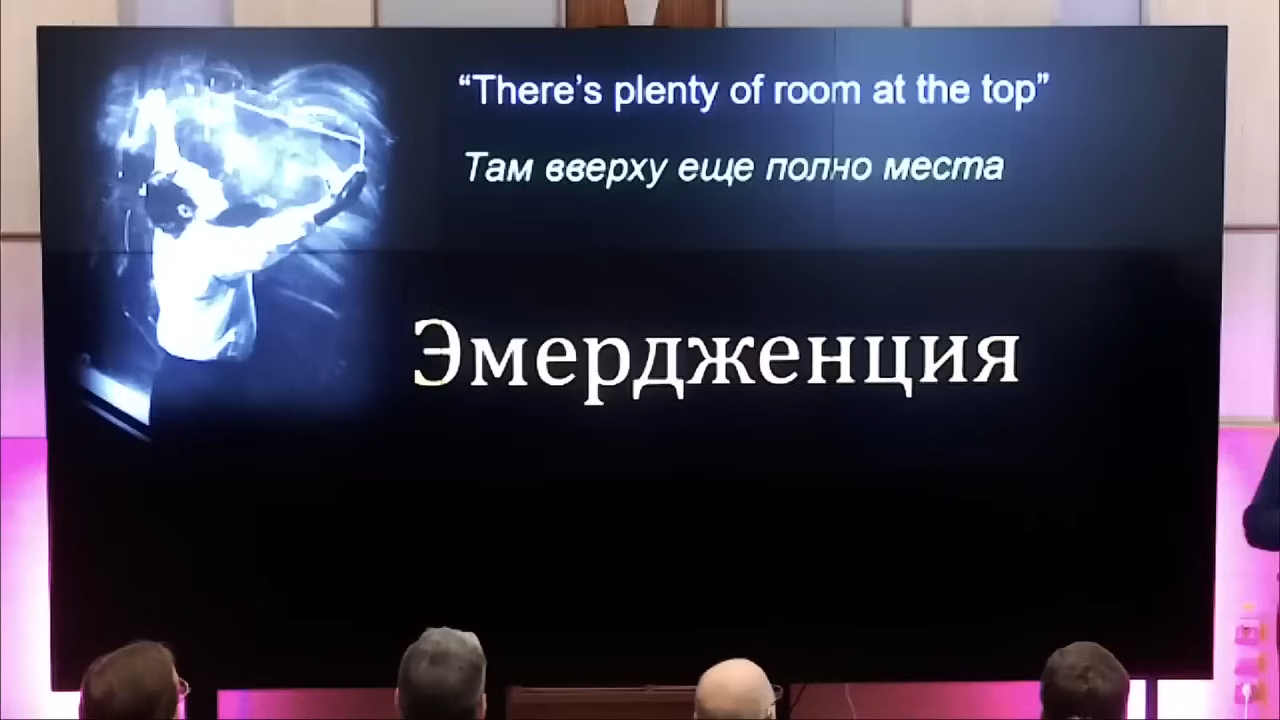 “There’s plenty of room at the top”
Там вверху еще полно места
Эмердженция